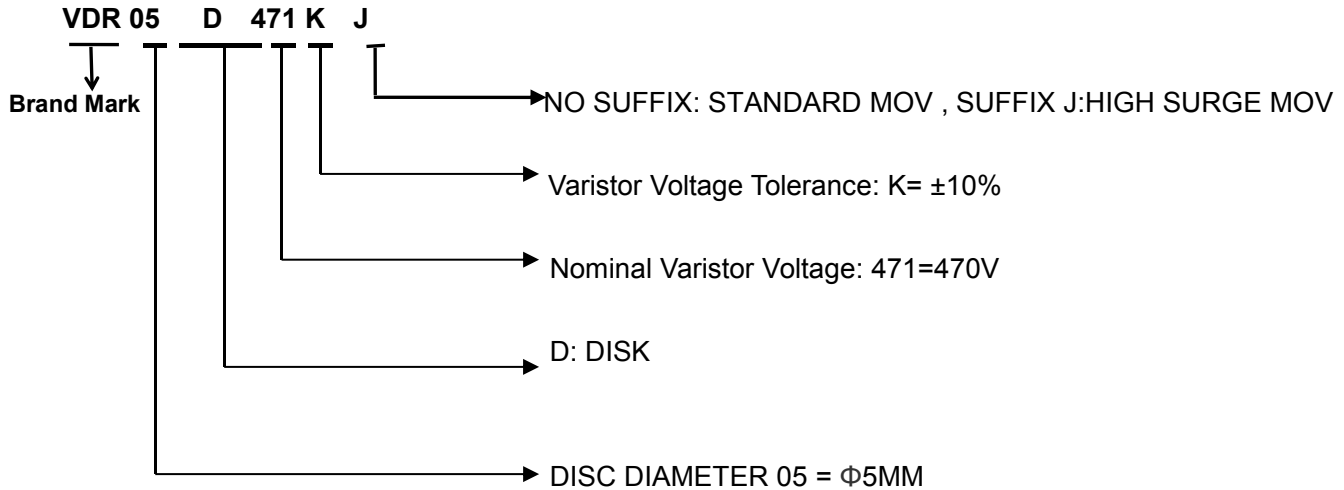 VDR 05 D 471 K J
Brand Mark
NO SUFFIX: STANDARD MOV , SUFFIX J:HIGH SURGE MOV
Varistor Voltage Tolerance: K= ±10%
Nominal Varistor Voltage: 471=470V
D: DISK
DISC DIAMETER 05 = Φ5MM